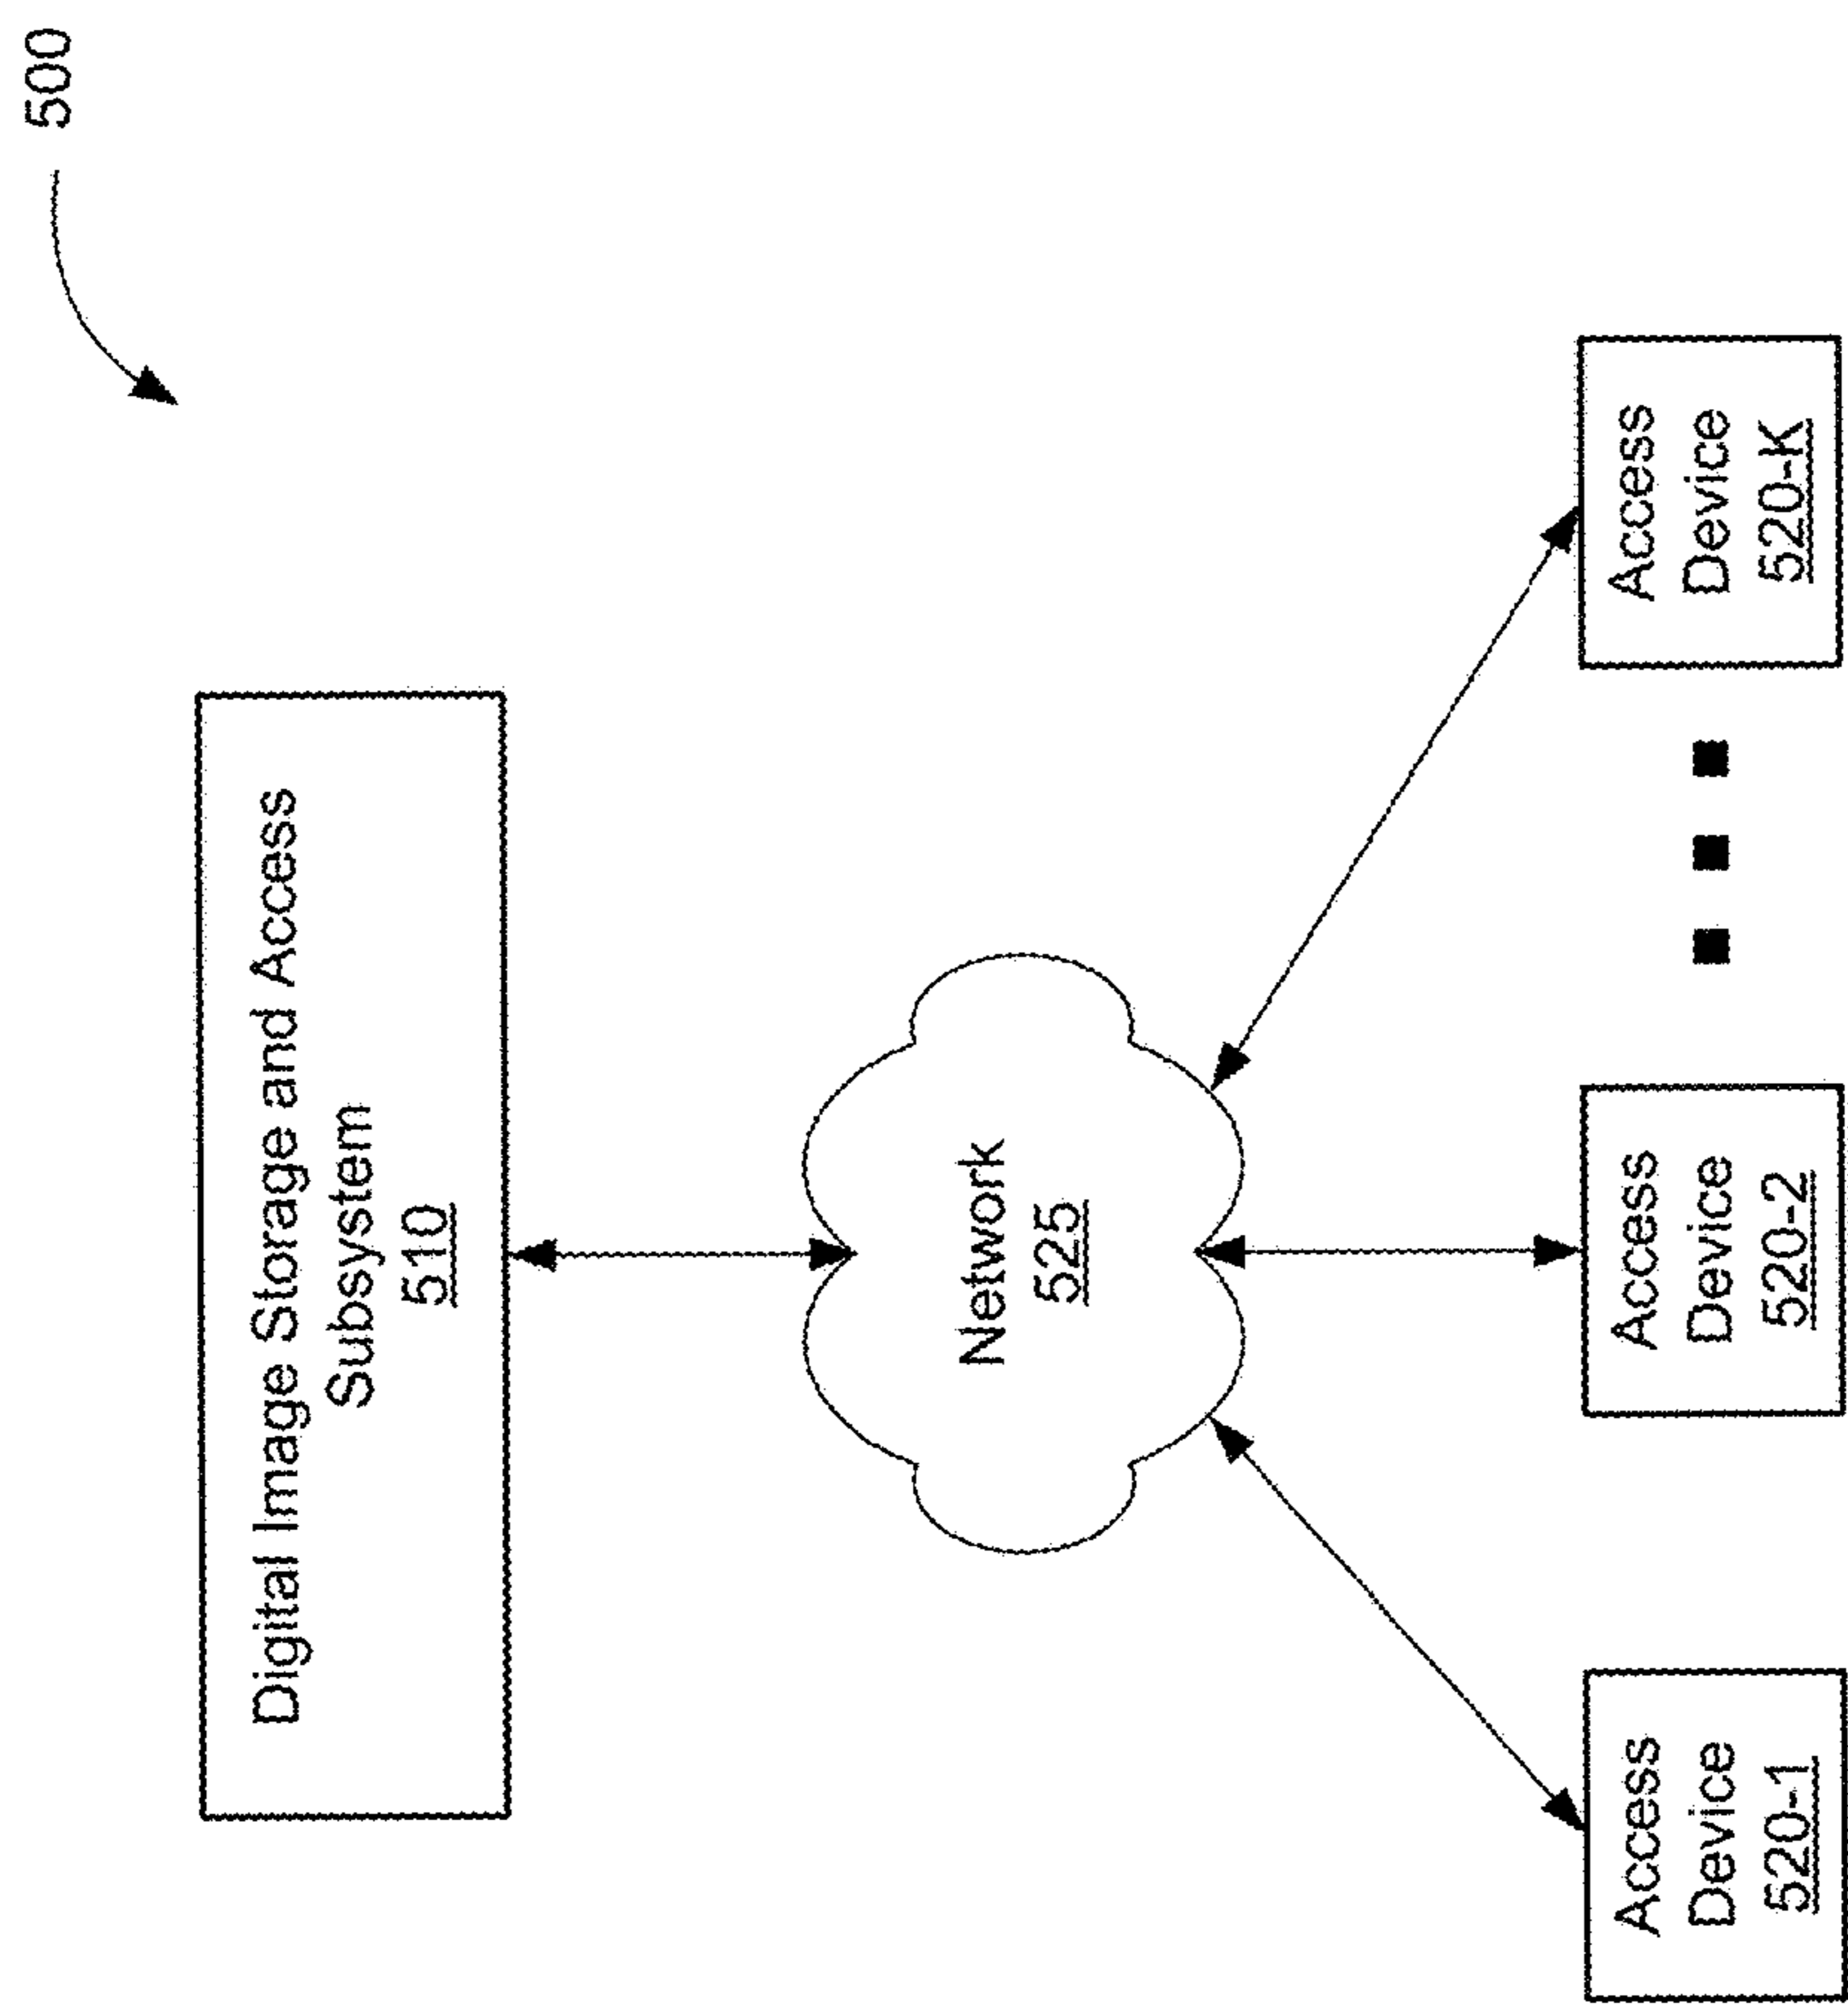 500
Digital Image Storage and Access
Subsystem
510
Network
525
Access
Device
520-1
Access
Device
520-2
Access
Device
520-K